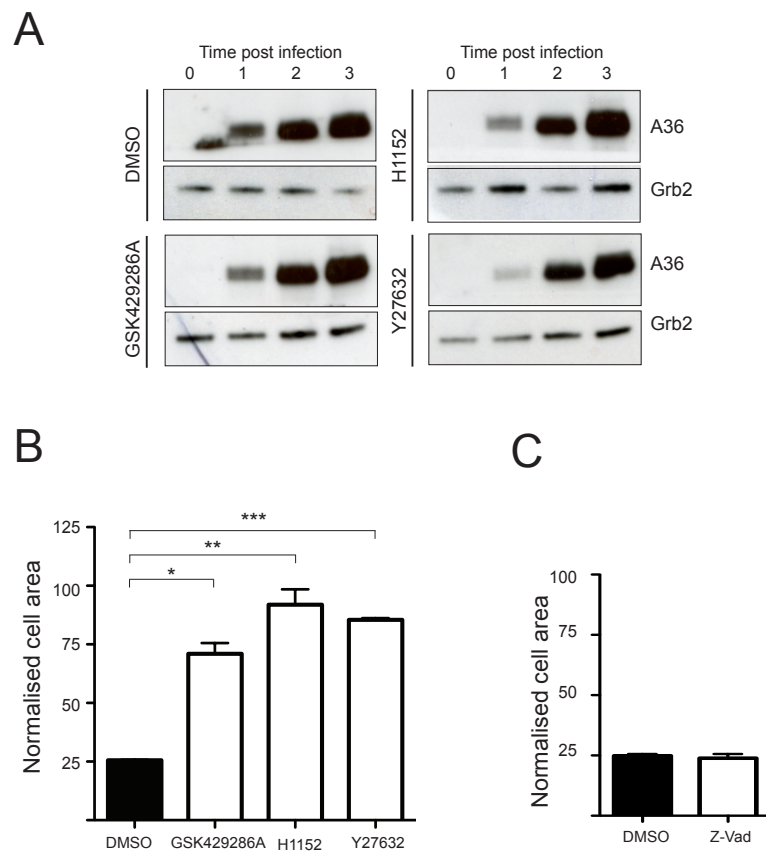 A
Time post infection
0 1 2 3
DMSO
Time post infection
0 1 2 3
H1152
A36
Grb2
GSK429286A
Y27632
A36
Grb2
B
Normalised cell area
125
100
75
50
25
***
**
*
DMSO GSK429286A H1152 Y27632
C
Normalised cell area
100
75
50
25
DMSO Z-Vad